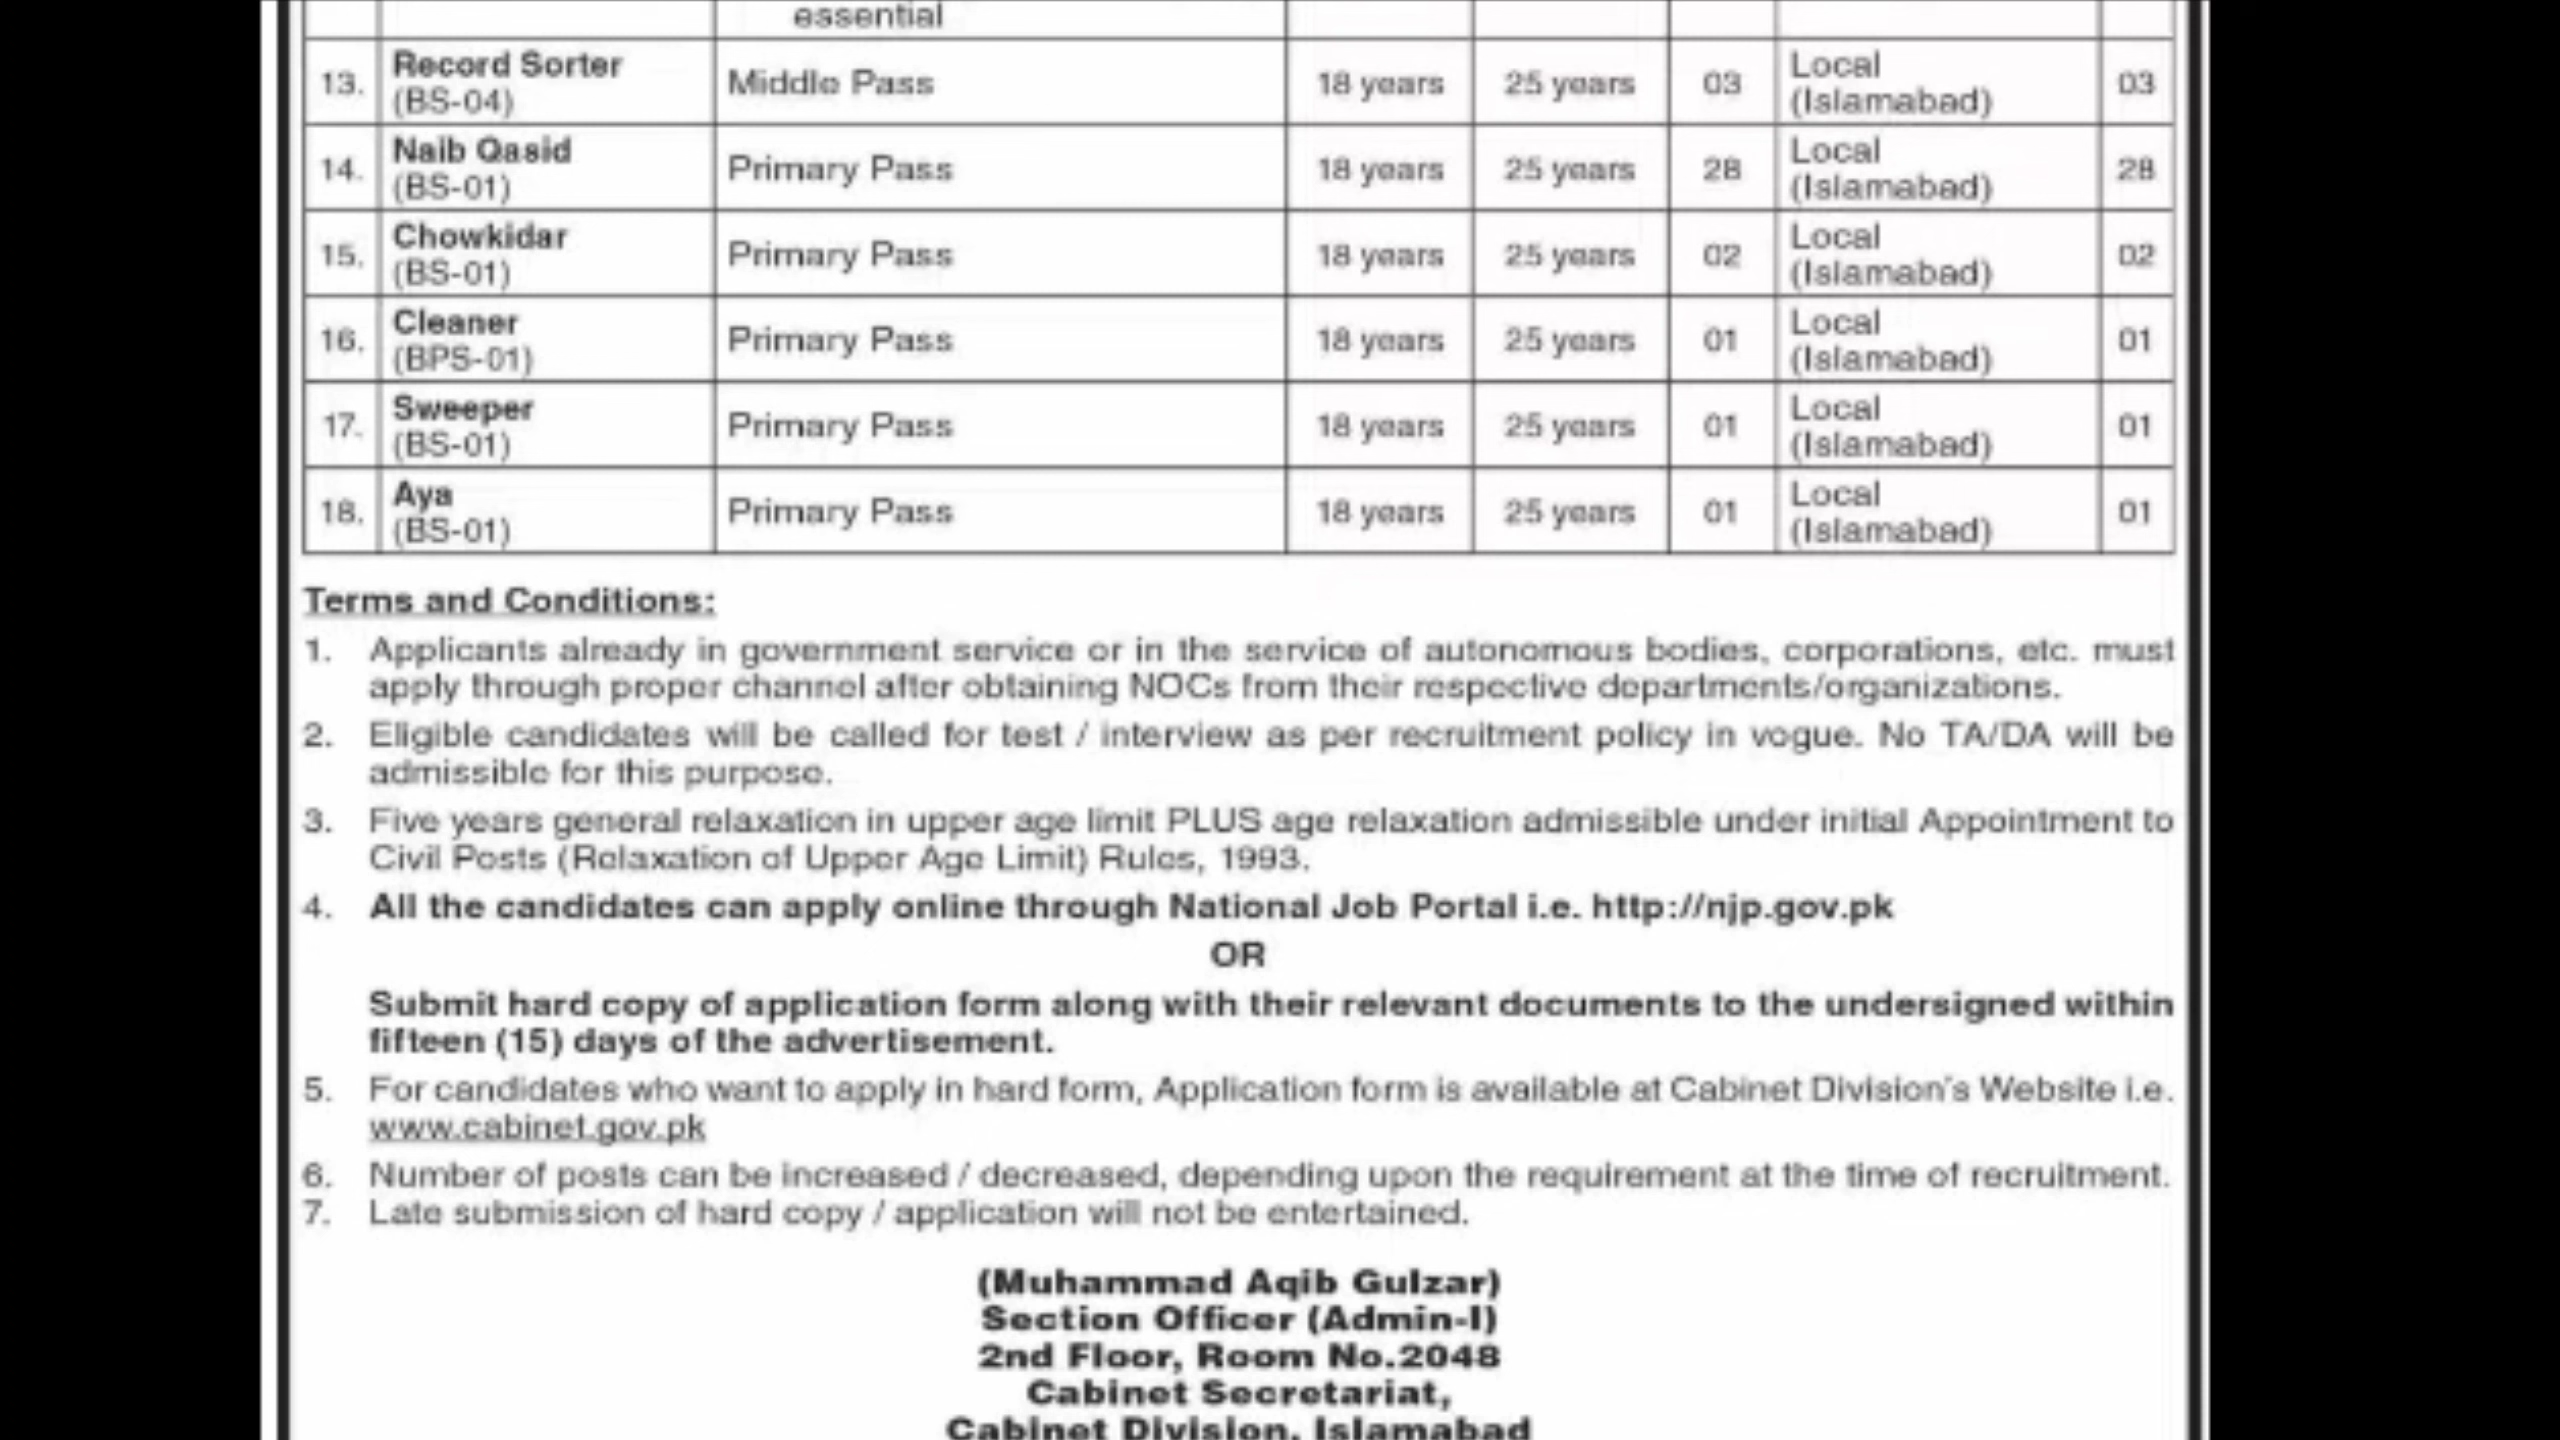 essential
13. Record Sorter (BS-04) Middle Pass 18 years 25 years 03 Local (Islamabad) 03
14. Naib Qasid (BS-01) Primary Pass 18 years 25 years 28 Local (Islamabad) 28
15. Chowkidar (BS-01) Primary Pass 18 years 25 years 02 Local (Islamabad) 02
16. Cleaner (BPS-01) Primary Pass 18 years 25 years 01 Local (Islamabad) 01
17. Sweeper (BS-01) Primary Pass 18 years 25 years 01 Local (Islamabad) 01
18. Aya (BS-01) Primary Pass 18 years 25 years 01 Local (Islamabad) 01
Terms and Conditions:
1. Applicants already in government service or in the service of autonomous bodies, corporations, etc. must
apply through proper channel after obtaining NOCs from their respective departments/organizations.
2. Eligible candidates will be called for test / interview as per recruitment policy in vogue. No TA/DA will be
admissible for this purpose.
3. Five years general relaxation in upper age limit PLUS age relaxation admissible under initial Appointment to
Civil Posts (Relaxation of Upper Age Limit) Rules, 1993.
4. All the candidates can apply online through National Job Portal i.e. http://njp.gov.pk
OR
Submit hard copy of application form along with their relevant documents to the undersigned within
fifteen (15) days of the advertisement.
5. For candidates who want to apply in hard form, Application form is available at Cabinet Division's Website i.e.
www.cabinet.gov.pk
6. Number of posts can be increased / decreased, depending upon the requirement at the time of recruitment.
7. Late submission of hard copy / application will not be entertained.
(Muhammad Aqib Gulzar)
Section Officer (Admin-I)
2nd Floor, Room No.2048
Cabinet Secretariat,
Cabinet Division, Islamabad